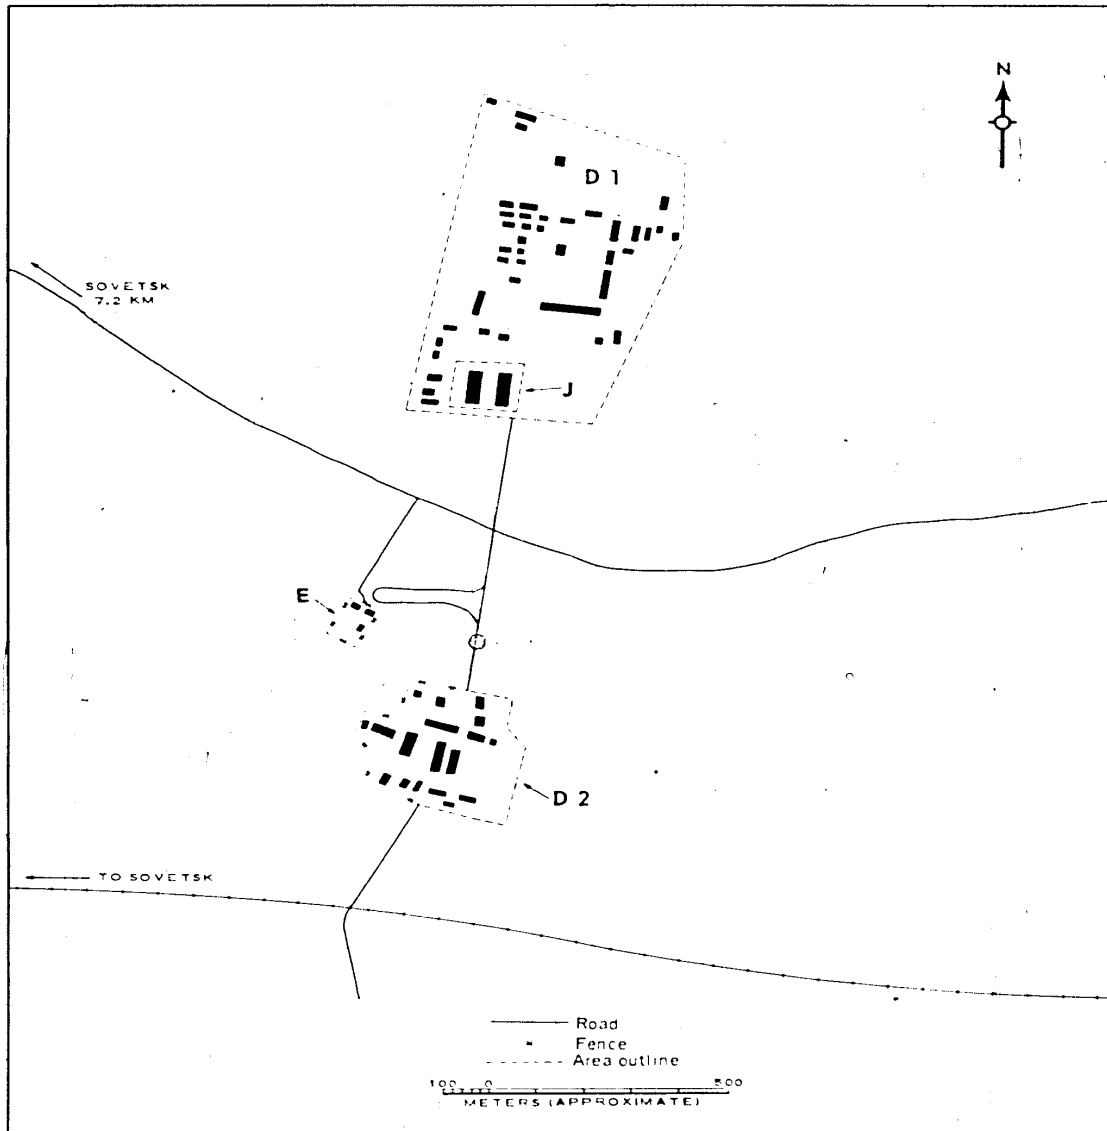 N
D 1
SOVETSK
7.2 KM
J
E
D 2
TO SOVETSK
Road
Fence
Area outline
100 0 500
METERS (APPROXIMATE)